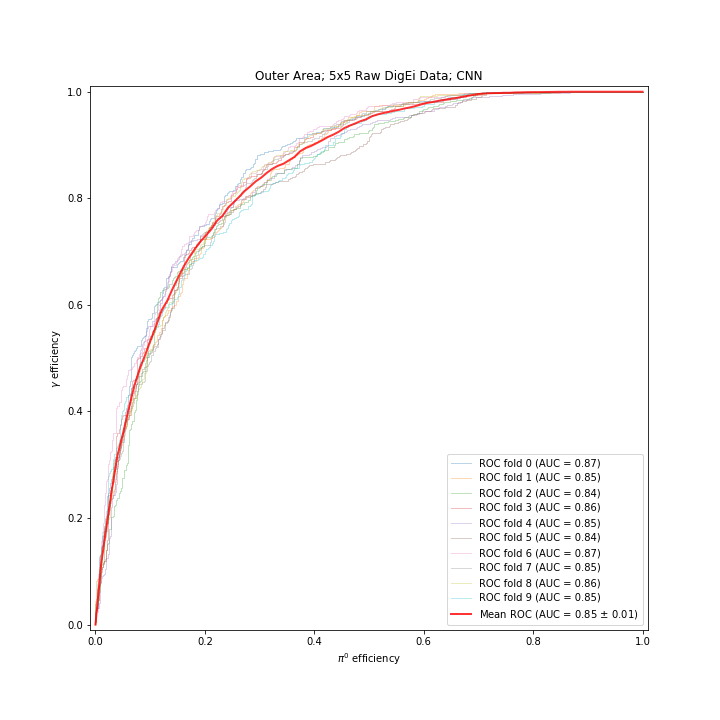 Outer Area; 5x5 Raw DigEi Data; CNN
1.0
0.8
0.6
0.4
0.2
0.0
γ efficiency
ROC fold 0 (AUC = 0.87)
ROC fold 1 (AUC = 0.85)
ROC fold 2 (AUC = 0.84)
ROC fold 3 (AUC = 0.86)
ROC fold 4 (AUC = 0.85)
ROC fold 5 (AUC = 0.84)
ROC fold 6 (AUC = 0.87)
ROC fold 7 (AUC = 0.85)
ROC fold 8 (AUC = 0.86)
ROC fold 9 (AUC = 0.85)
Mean ROC (AUC = 0.85 ± 0.01)
0.0 0.2 0.4 0.6 0.8 1.0
π⁰ efficiency